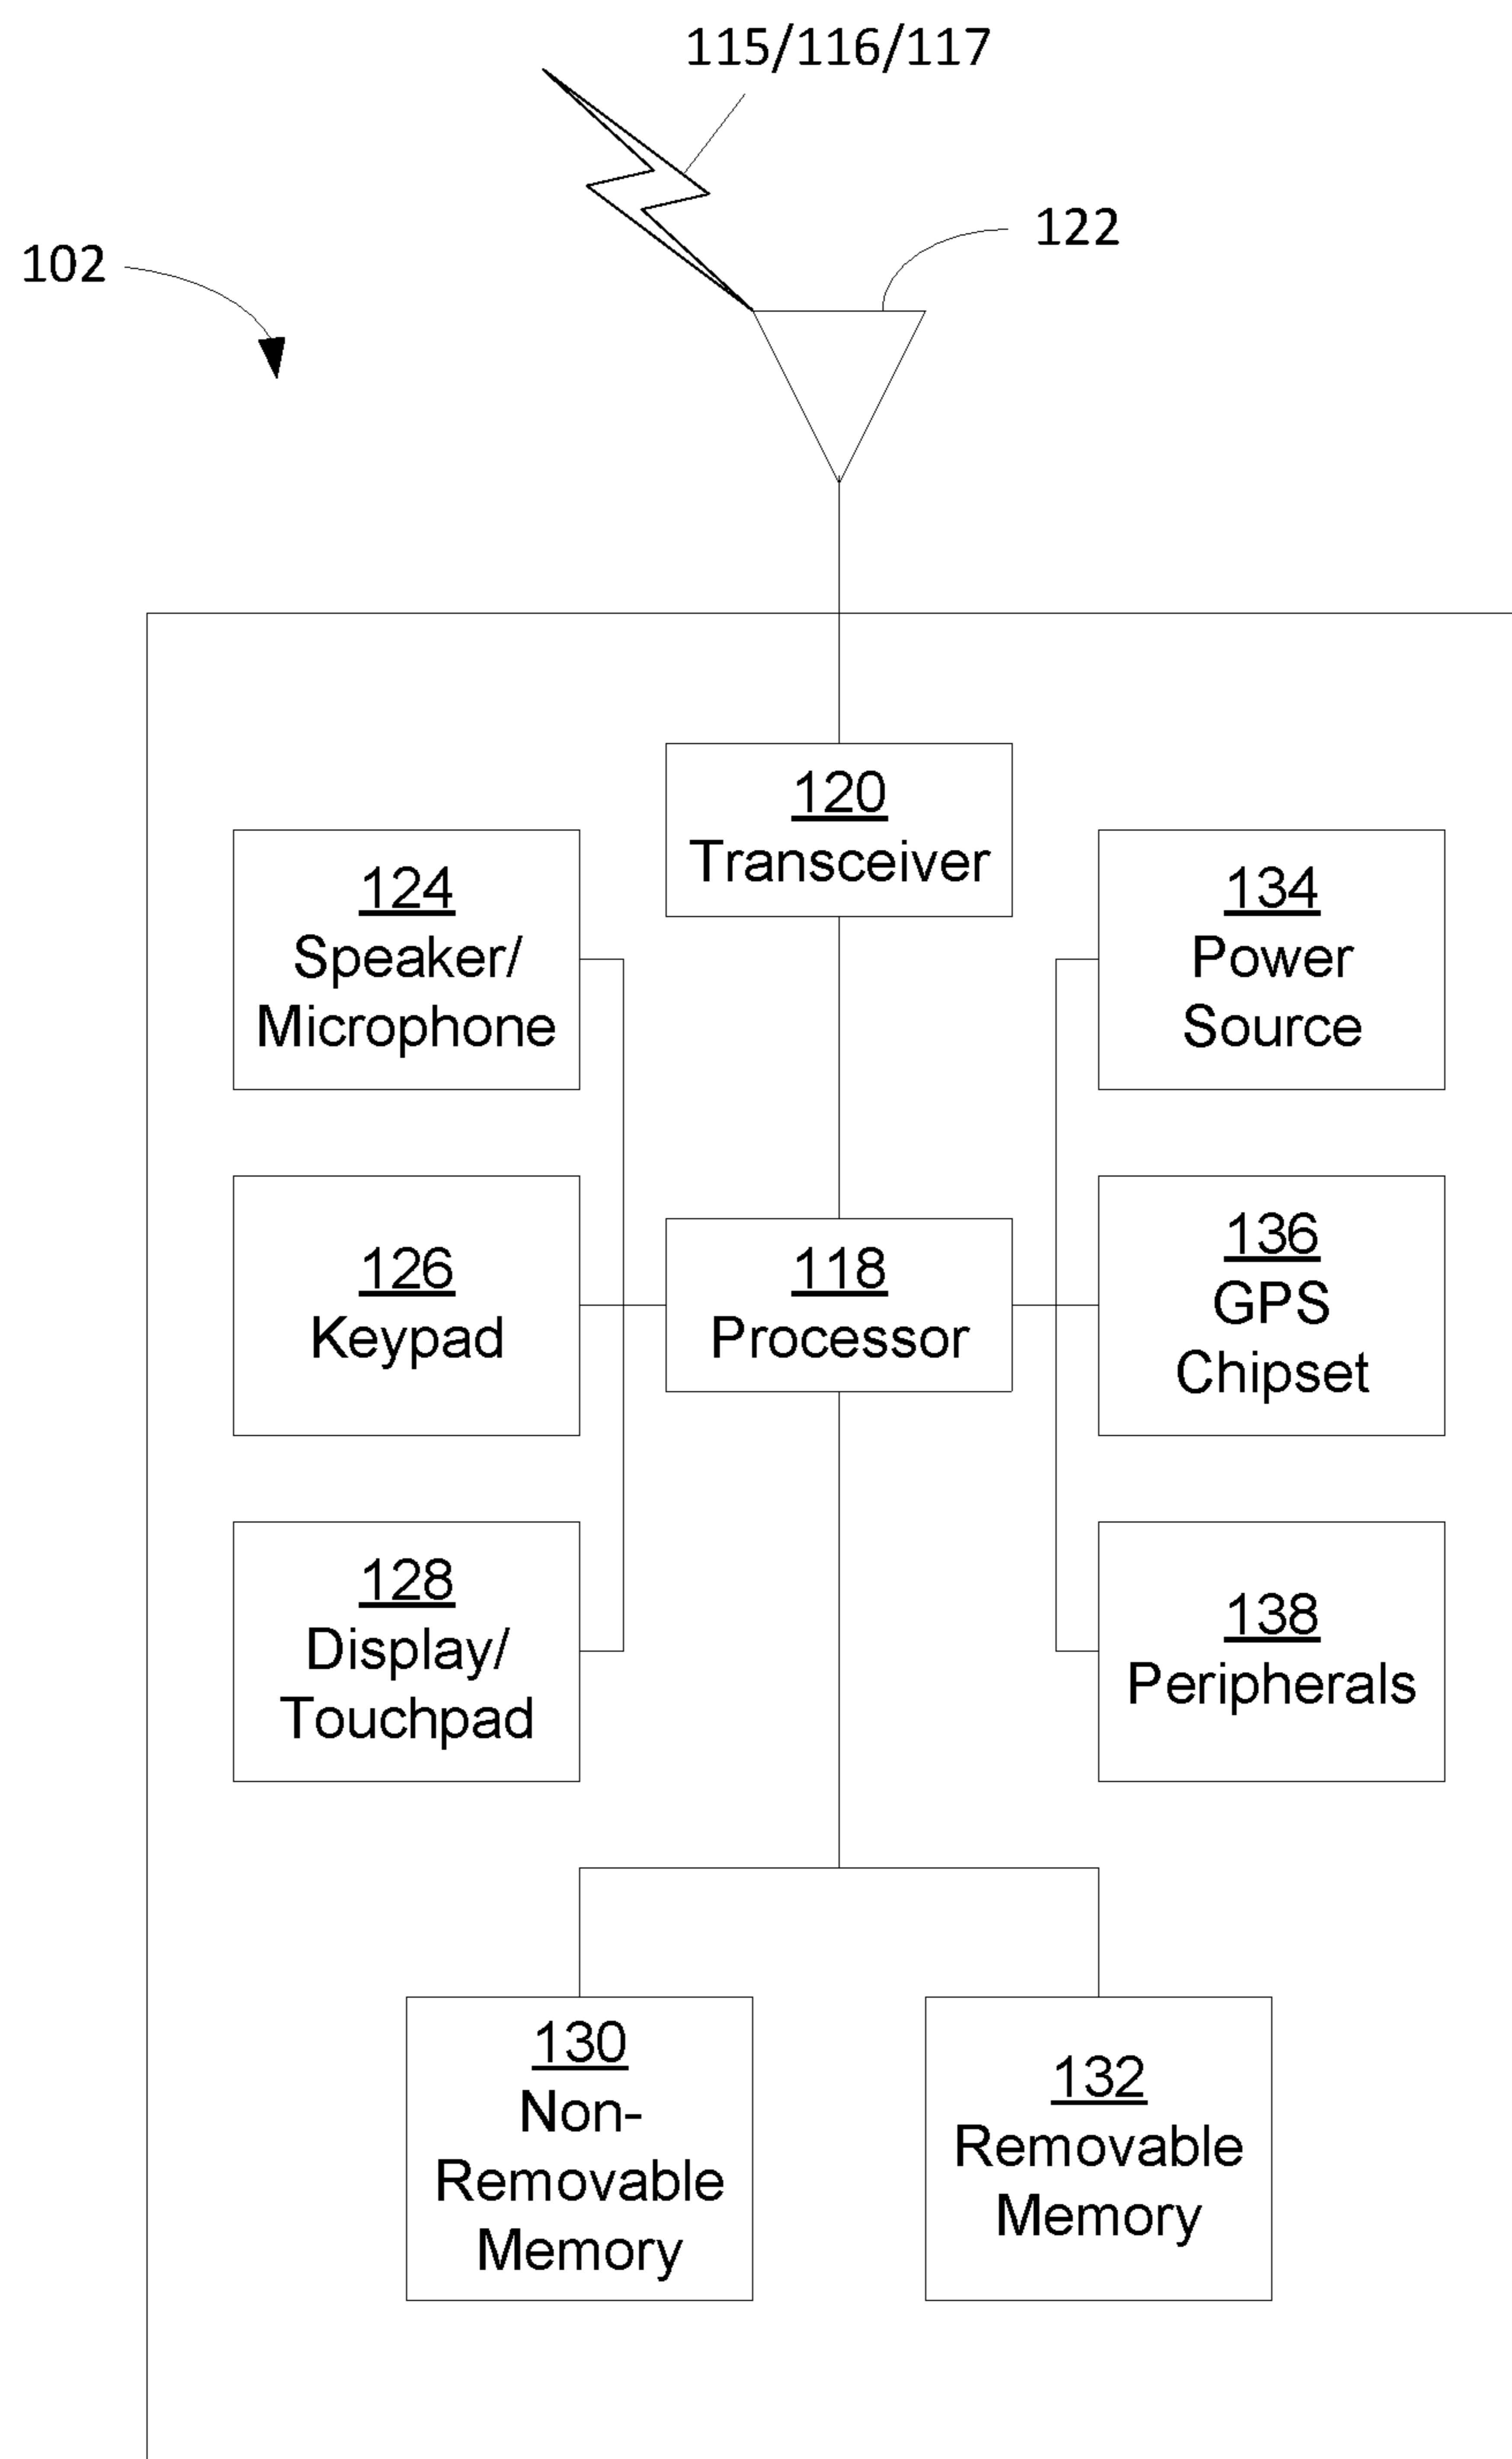 115/116/117
122
102
120
Transceiver
124
Speaker/
Microphone
134
Power
Source
126
Keypad
118
Processor
136
GPS
Chipset
128
Display/
Touchpad
138
Peripherals
130
Non-
Removable
Memory
132
Removable
Memory